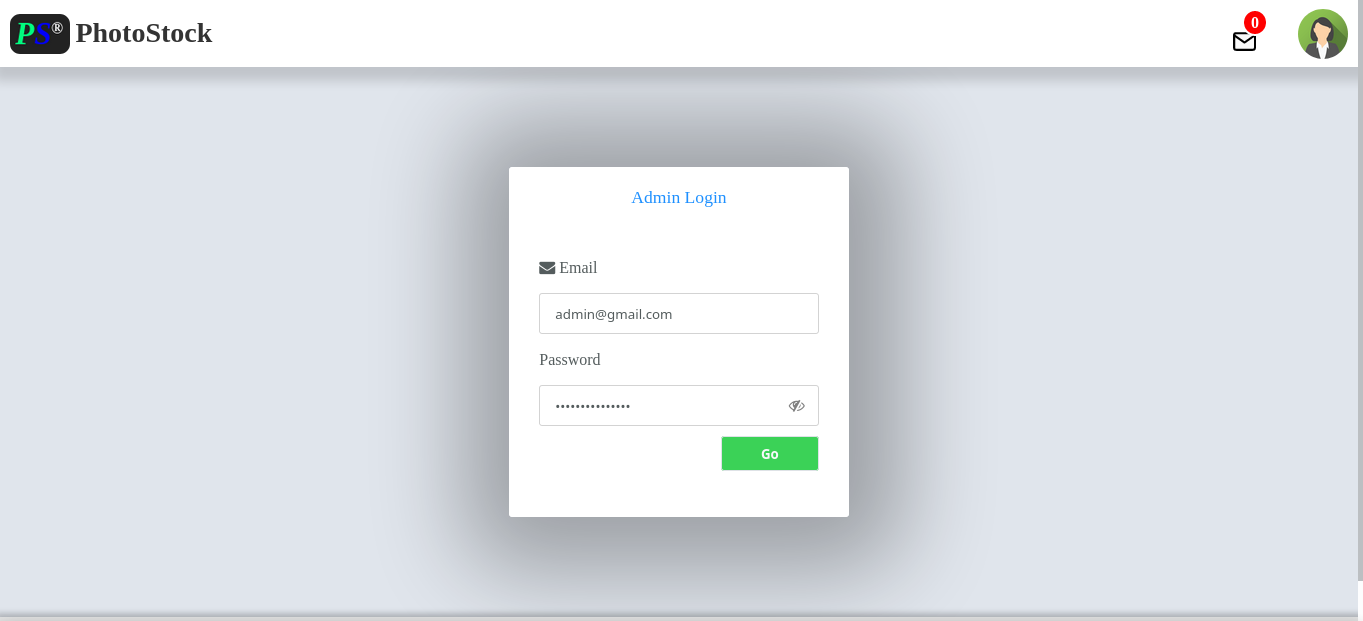 PS® PhotoStock
0
Admin Login
Email
admin@gmail.com
Password
•••••••••••••••
Go